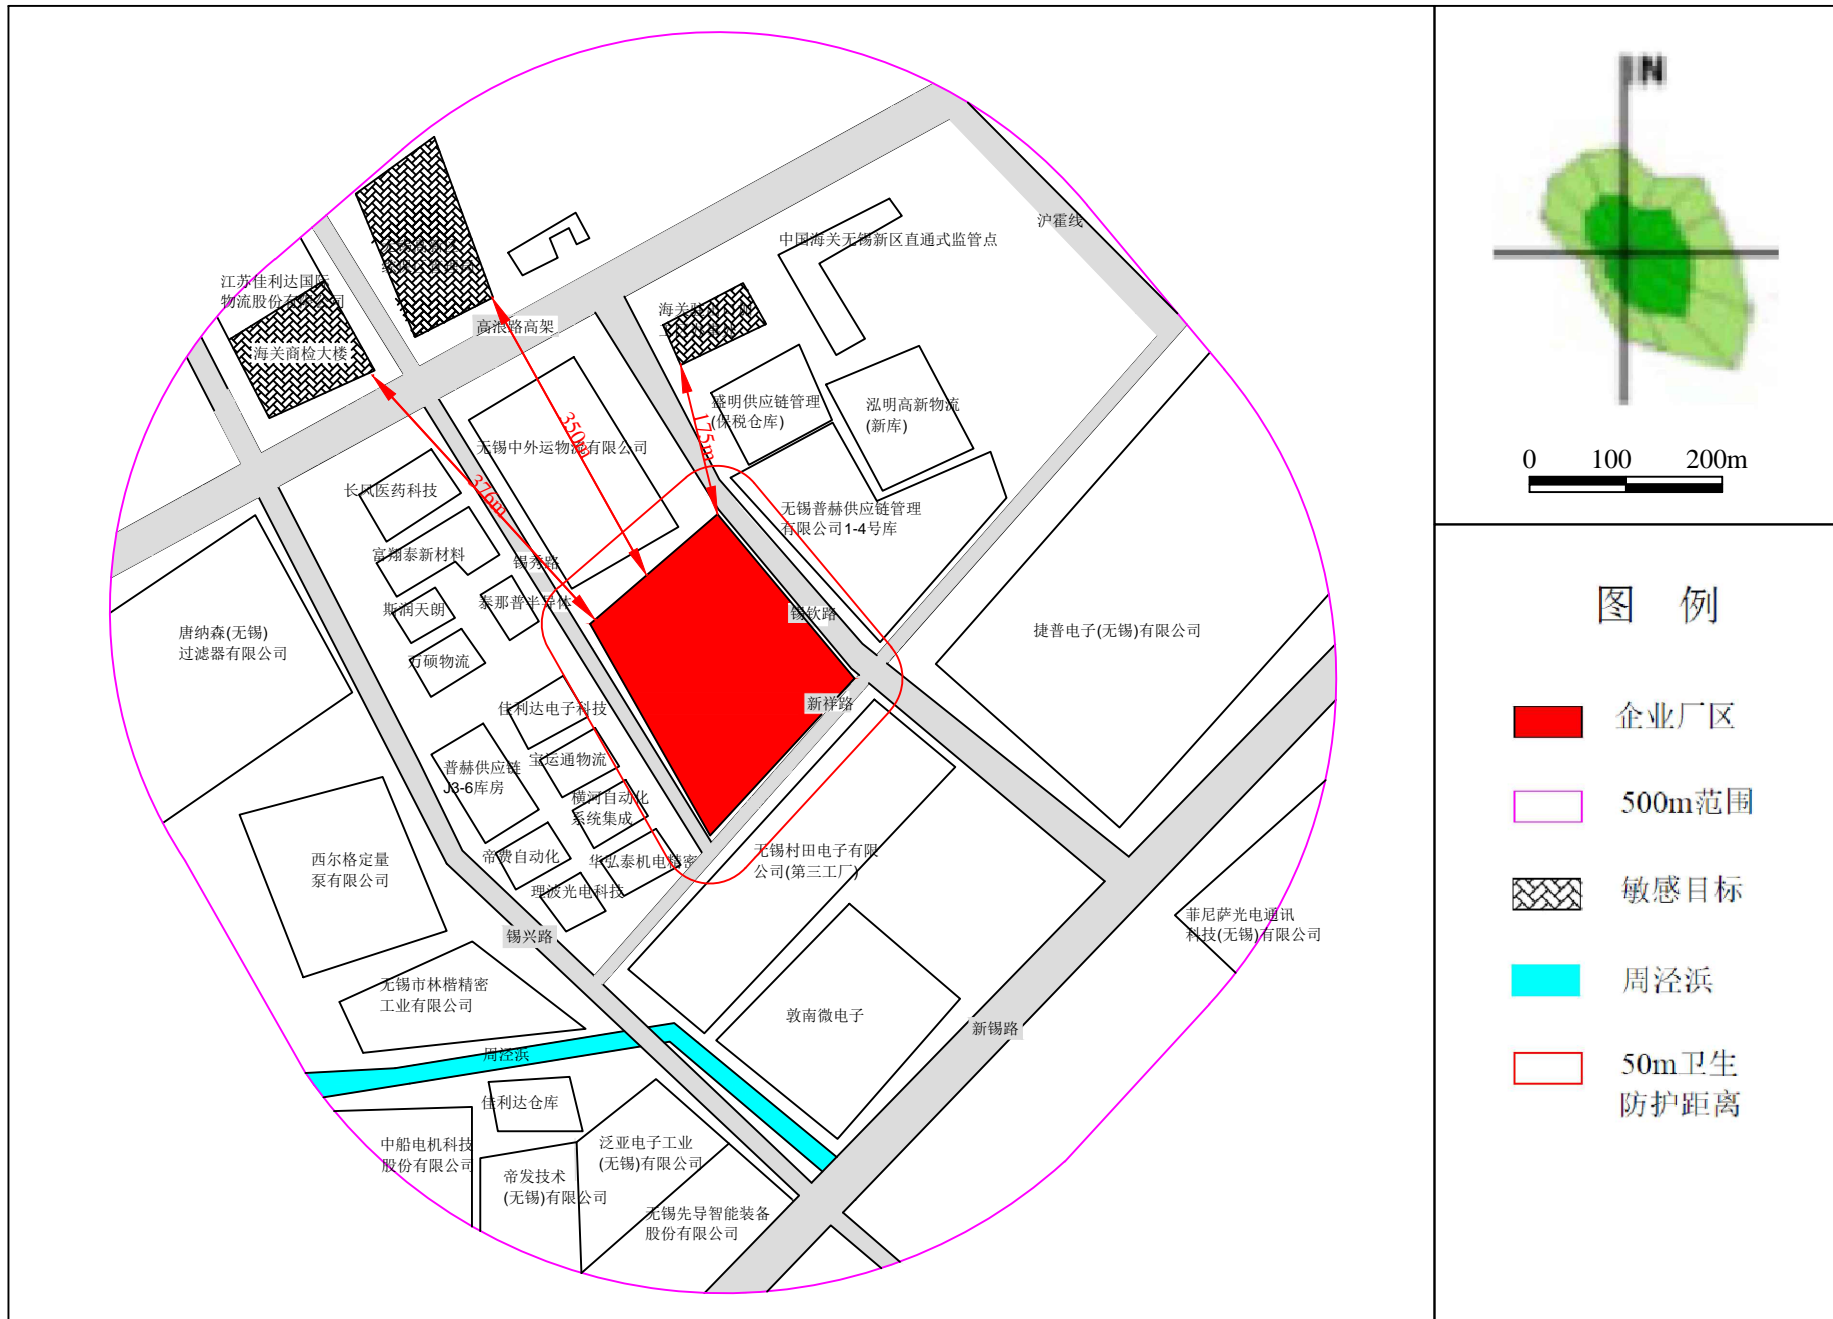 沪霍线
中国海关无锡新区直通式监管点
江苏佳利达国际
物流股份有限公司
高浪路高架
海关商检大楼
海关驻
盛明供应链管理
(保税仓库)
泓明高新物流
(新库)
350m
175m
376m
无锡中外运物流有限公司
长风医药科技
无锡普赫供应链管理
有限公司1-4号库
富翔泰新材料
锡秀路
斯润天朗
泰那普半导体
锡钦路
唐纳森(无锡)
过滤器有限公司
万硕物流
捷普电子(无锡)有限公司
佳利达电子科技
新祥路
宝运通物流
普赫供应链
J3-6库房
横河自动化
系统集成
西尔格定量
泵有限公司
帝费自动化
华弘泰机电精密
无锡村田电子有限
公司(第三工厂)
理波光电科技
锡兴路
菲尼萨光电通讯
科技(无锡)有限公司
无锡市林楷精密
工业有限公司
敦南微电子
新锡路
周泾浜
佳利达仓库
中船电机科技
股份有限公司
泛亚电子工业
(无锡)有限公司
帝发技术
(无锡)有限公司
无锡先导智能装备
股份有限公司
N
0 100 200m
图 例
企业厂区
500m范围
敏感目标
周泾浜
50m卫生
防护距离